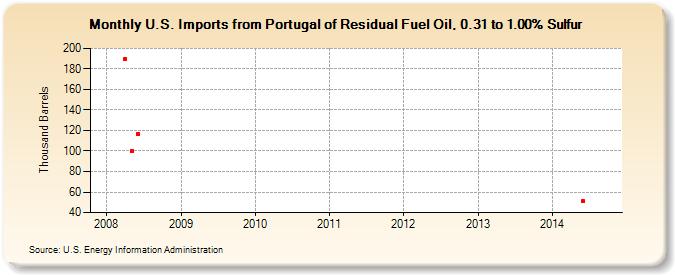 Monthly U.S. Imports from Portugal of Residual Fuel Oil, 0.31 to 1.00% Sulfur
Thousand Barrels
200
180
160
140
120
100
80
60
40
2008 2009 2010 2011 2012 2013 2014
Source: U.S. Energy Information Administration